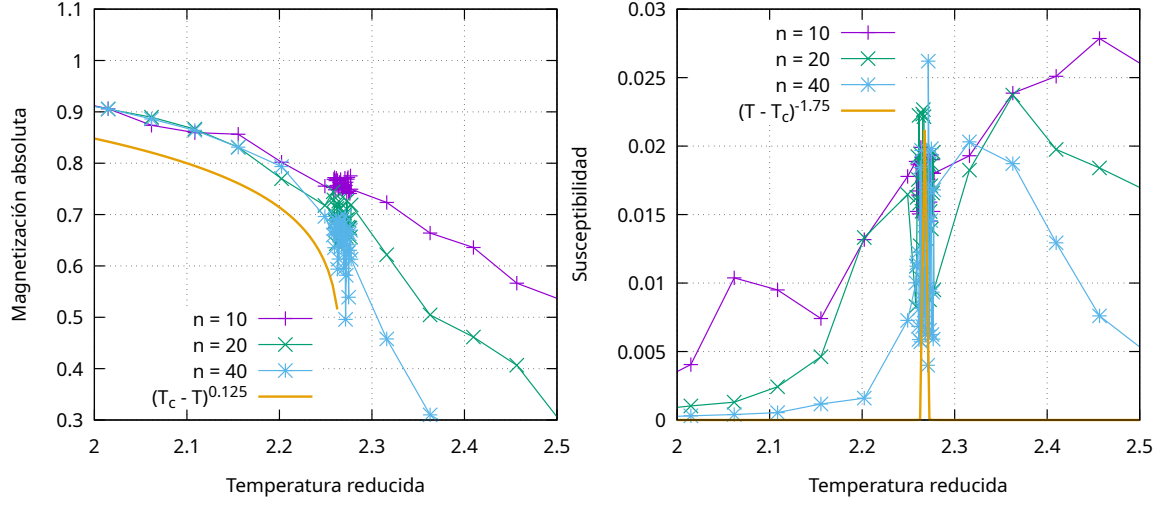 1.1
1
0.9
0.8
0.7
0.6
0.5
0.4
0.3
2
2.1
2.2
2.3
2.4
2.5
Magnetización absoluta
Temperatura reducida
n = 10
n = 20
n = 40
(Tc - T)0.125
0.03
0.025
0.02
0.015
0.01
0.005
0
2
2.1
2.2
2.3
2.4
2.5
Susceptibilidad
Temperatura reducida
n = 10
n = 20
n = 40
(T - Tc)-1.75